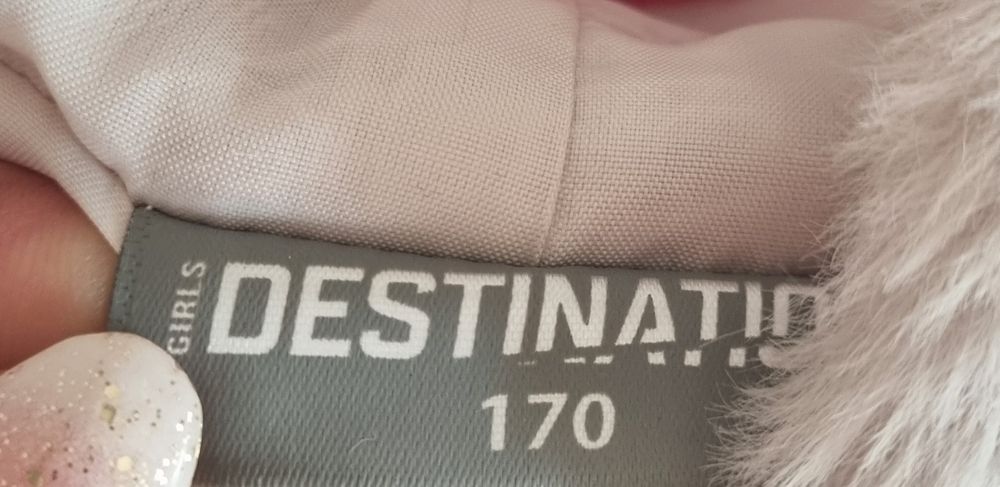 GIRLS
DESTINATIO
170